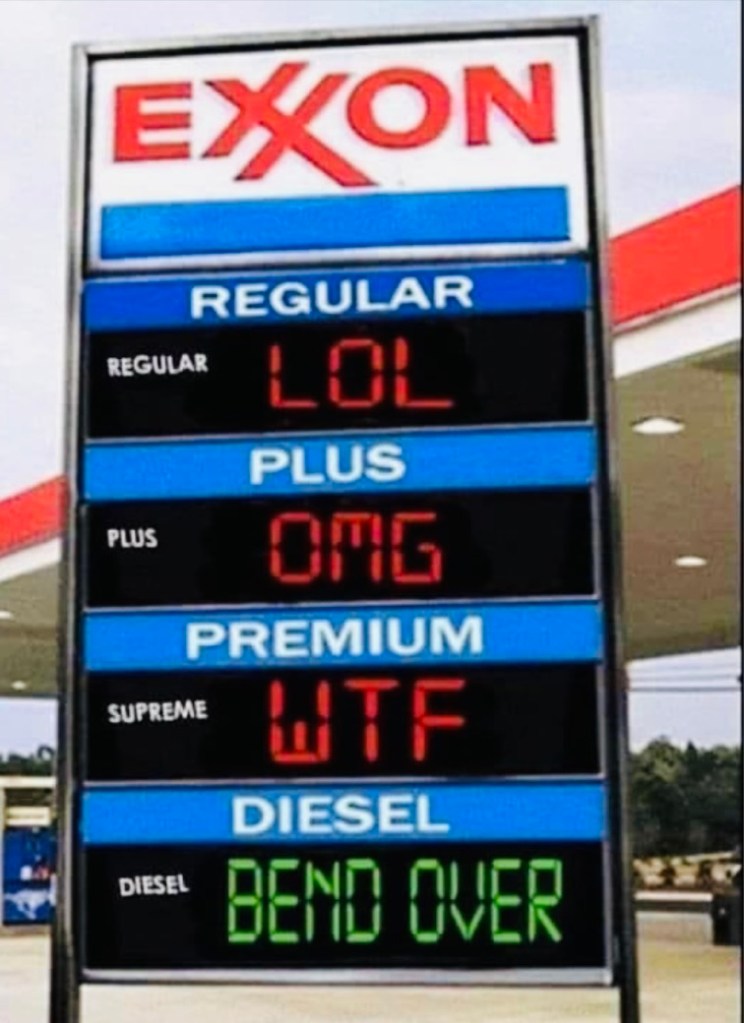 EXXON
REGULAR
REGULAR LOL
PLUS
PLUS OMG
PREMIUM
SUPREME WTF
DIESEL
DIESEL BEND OVER